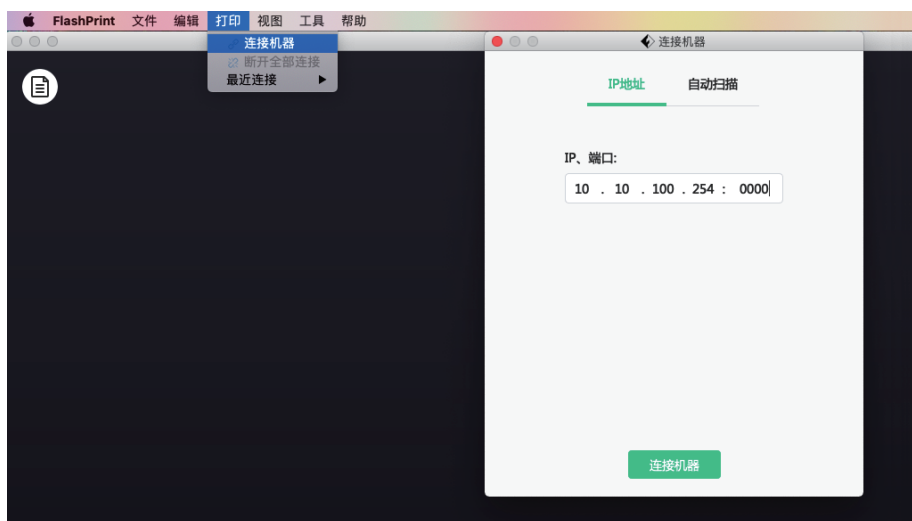 FlashPrint 文件 编辑 打印 视图 工具 帮助
连接机器
断开全部连接
最近连接
连接机器
IP地址 自动扫描
IP、端口:
10 . 10 . 100 . 254 : 0000
连接机器